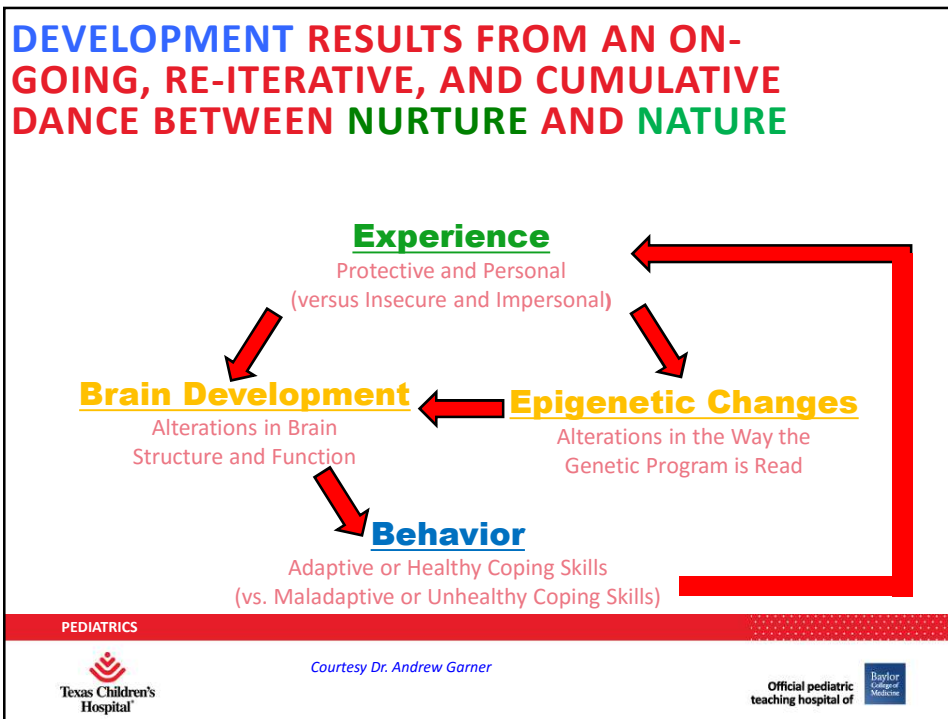 DEVELOPMENT RESULTS FROM AN ON-
GOING, RE-ITERATIVE, AND CUMULATIVE
DANCE BETWEEN NURTURE AND NATURE
Experience
Protective and Personal
(versus Insecure and Impersonal)
Brain Development
Alterations in Brain
Structure and Function
Epigenetic Changes
Alterations in the Way the
Genetic Program is Read
Behavior
Adaptive or Healthy Coping Skills
(vs. Maladaptive or Unhealthy Coping Skills)
PEDIATRICS
Texas Children's
Hospital®
Courtesy Dr. Andrew Garner
Official pediatric
teaching hospital of
Baylor
College of
Medicine